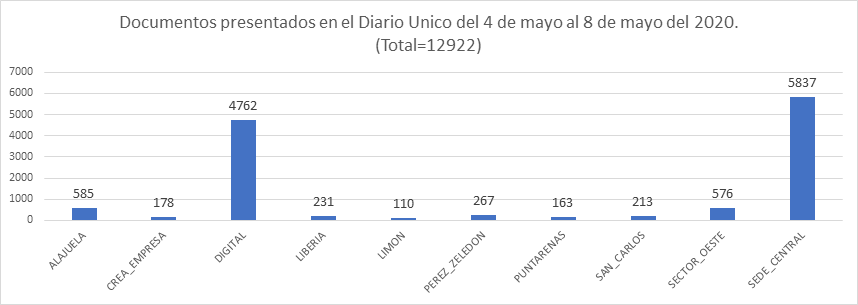 Documentos presentados en el Diario Unico del 4 de mayo al 8 de mayo del 2020.
(Total=12922)
7000
6000
5000
4000
3000
2000
1000
0
585
178
4762
231
110
267
163
213
576
5837
ALAJUELA
CREA_EMPRESA
DIGITAL
LIBERIA
LIMON
PEREZ_ZELEDON
PUNTARENAS
SAN_CARLOS
SECTOR_OESTE
SEDE_CENTRAL